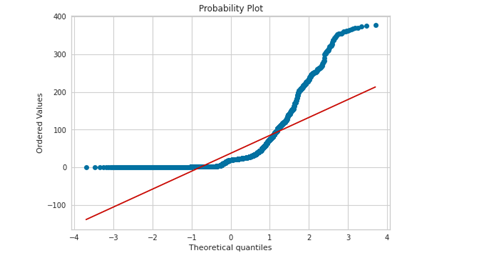 Probability Plot
Ordered Values
400
300
200
100
0
−100
−4 −3 −2 −1 0 1 2 3 4
Theoretical quantiles